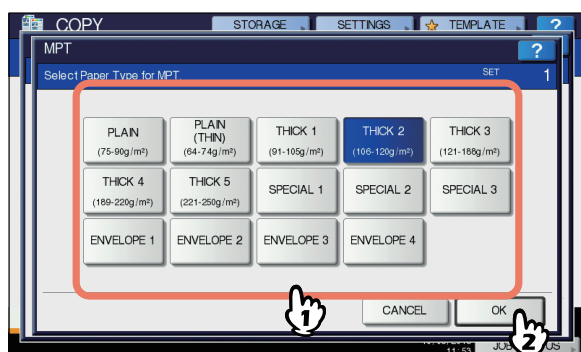 COPY STORAGE SETTINGS TEMPLATE ?
MPT ?
Select Paper Type for MPT. SET 1
PLAIN
(75-90g/m²)
PLAIN
(THIN)
(64-74g/m²)
THICK 1
(91-105g/m²)
THICK 2
(106-120g/m²)
THICK 3
(121-188g/m²)
THICK 4
(189-220g/m²)
THICK 5
(221-250g/m²)
SPECIAL 1
SPECIAL 2
SPECIAL 3
ENVELOPE 1
ENVELOPE 2
ENVELOPE 3
ENVELOPE 4
1
CANCEL
OK
2
11:53